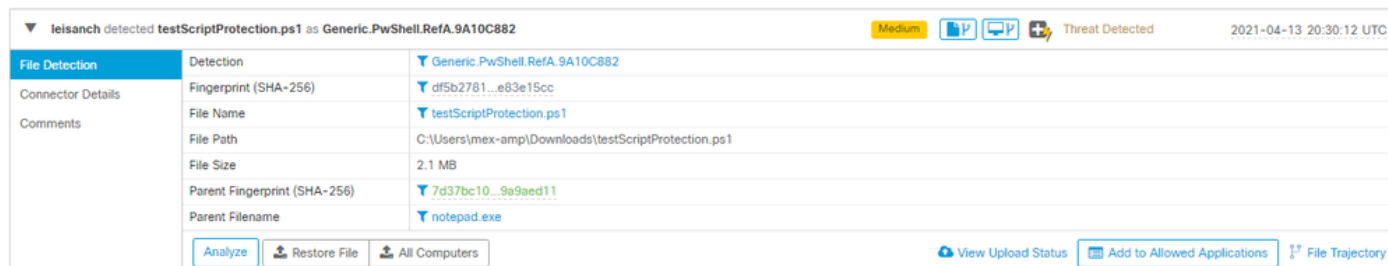 leisanch detected testScriptProtection.ps1 as Generic.PwShell.RefA.9A10C882
Medium
Threat Detected
2021-04-13 20:30:12 UTC
File Detection
Connector Details
Comments
Detection Generic.PwShell.RefA.9A10C882
Fingerprint (SHA-256) df5b2781...e83e15cc
File Name testScriptProtection.ps1
File Path C:\Users\mex-amp\Downloads\testScriptProtection.ps1
File Size 2.1 MB
Parent Fingerprint (SHA-256) 7d37bc10...9a9aed11
Parent Filename notepad.exe
Analyze Restore File All Computers View Upload Status Add to Allowed Applications File Trajectory